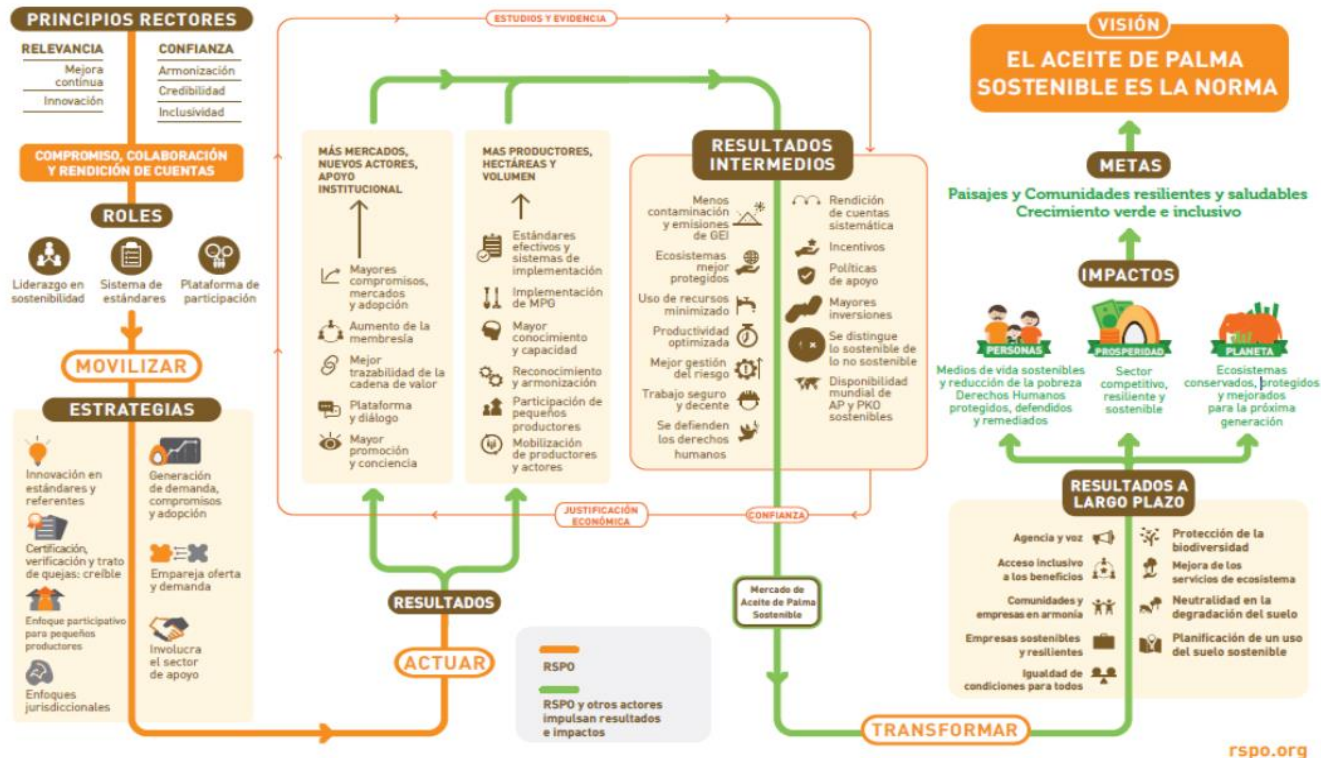 PRINCIPIOS RECTORES
RELEVANCIA
Mejora
continua
Innovación
CONFIANZA
Armonización
Credibilidad
Inclusividad
COMPROMISO, COLABORACIÓN
Y RENDICIÓN DE CUENTAS
ROLES
Liderazgo en
sostenibilidad
Sistema de
estándares
Plataforma de
participación
MOVILIZAR
ESTRATEGIAS
Innovación en
estándares y
referentes
Certificación,
verificación y trato
de quejas: creíble
Enfoque participativo
para pequeños
productores
Enfoques
jurisdiccionales
Generación
de demanda,
compromisos
y adopción
Empareja oferta
y demanda
Involucra
el sector
de apoyo
ESTUDIOS Y EVIDENCIA
MÁS MERCADOS,
NUEVOS ACTORES,
APOYO
INSTITUCIONAL
Mayores
compromisos,
mercados
y adopción
Aumento de la
membresía
Mejor
trazabilidad de la
cadena de valor
Plataforma
y diálogo
Mayor
promoción
y conciencia
MAS PRODUCTORES,
HECTÁREAS Y
VOLUMEN
Estándares
efectivos y
sistemas de
implementación
Implementación
de MPG
Mayor
conocimiento
y capacidad
Reconocimiento
y armonización
Participación de
pequeños
productores
Mobilización
de productores
y actores
JUSTIFICACIÓN
ECONÓMICA
CONFIANZA
RESULTADOS
ACTUAR
RSPO
RSPO y otros actores
impulsan resultados
e impactos
RESULTADOS
INTERMEDIOS
Menos
contaminación
y emisiones
de GEI
Ecosistemas
mejor
protegidos
Uso de recursos
minimizado
Productividad
optimizada
Mejor gestión
del riesgo
Trabajo seguro
y decente
Se defienden
los derechos
humanos
Rendición
de cuentas
sistemática
Incentivos
Políticas
de apoyo
Mayores
inversiones
Se distingue
lo sostenible de
lo no sostenible
Disponibilidad
mundial de
AP y PKO
sostenibles
Mercado de
Aceite de Palma
Sostenible
TRANSFORMAR
VISIÓN
EL ACEITE DE PALMA
SOSTENIBLE ES LA NORMA
METAS
Paisajes y Comunidades resilientes y saludables
Crecimiento verde e inclusivo
IMPACTOS
PERSONAS
Medios de vida sostenibles
y reducción de la pobreza
Derechos Humanos
protegidos, defendidos
y remediados
PROSPERIDAD
Sector
competitivo,
resiliente y
sostenible
PLANETA
Ecosistemas
conservados, protegidos
y mejorados
para la próxima
generación
RESULTADOS A
LARGO PLAZO
Agencia y voz
Acceso inclusivo
a los beneficios
Comunidades y
empresas en armonía
Empresas sostenibles
y resilientes
Igualdad de
condiciones para todos
Protección de la
biodiversidad
Mejora de los
servicios de ecosistema
Neutralidad en la
degradación del suelo
Planificación de un uso
del suelo sostenible
rspo.org